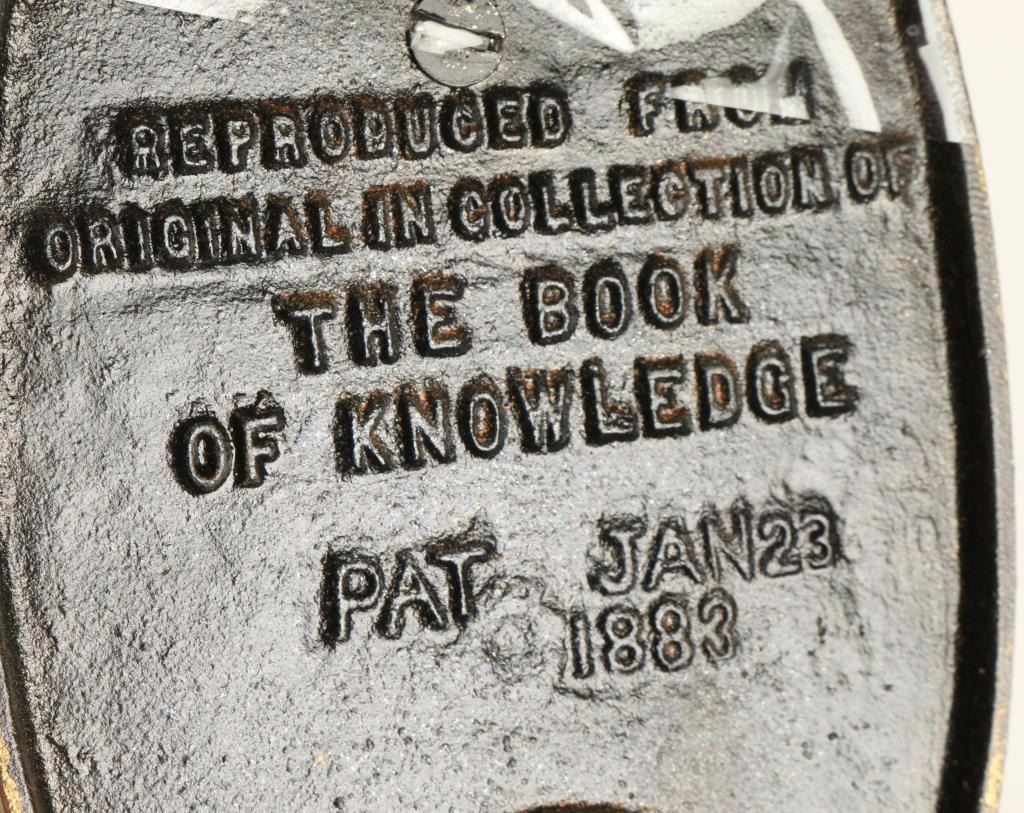 REPRODUCED FROM
ORIGINAL IN COLLECTION OF
THE BOOK
OF KNOWLEDGE
PAT JAN 23
1883